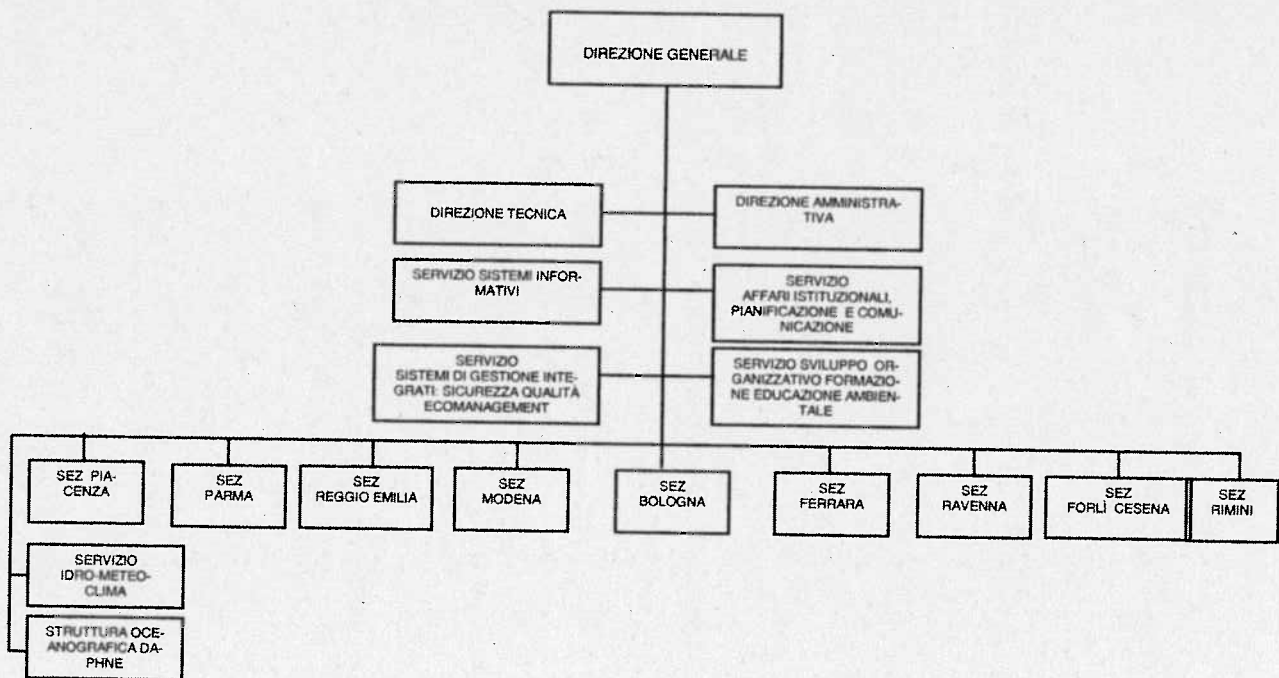 DIREZIONE GENERALE
DIREZIONE TECNICA
DIREZIONE AMMINISTRA-
TIVA
SERVIZIO SISTEMI INFOR-
MATIVI
SERVIZIO
AFFARI ISTITUZIONALI,
PIANIFICAZIONE E COMU-
NICAZIONE
SERVIZIO
SISTEMI DI GESTIONE INTE-
GRATI: SICUREZZA QUALITÀ
ECOMANAGEMENT
SERVIZIO SVILUPPO OR-
GANIZZATIVO FORMAZIO-
NE EDUCAZIONE AMBIEN-
TALE
SEZ PIA-
CENZA
SEZ
PARMA
SEZ
REGGIO EMILIA
SEZ
MODENA
SEZ
BOLOGNA
SEZ
FERRARA
SEZ
RAVENNA
SEZ
FORLÌ CESENA
SEZ
RIMINI
SERVIZIO
IDRO-METEO-
CLIMA
STRUTTURA OCE-
ANOGRAFICA DA-
PHNE